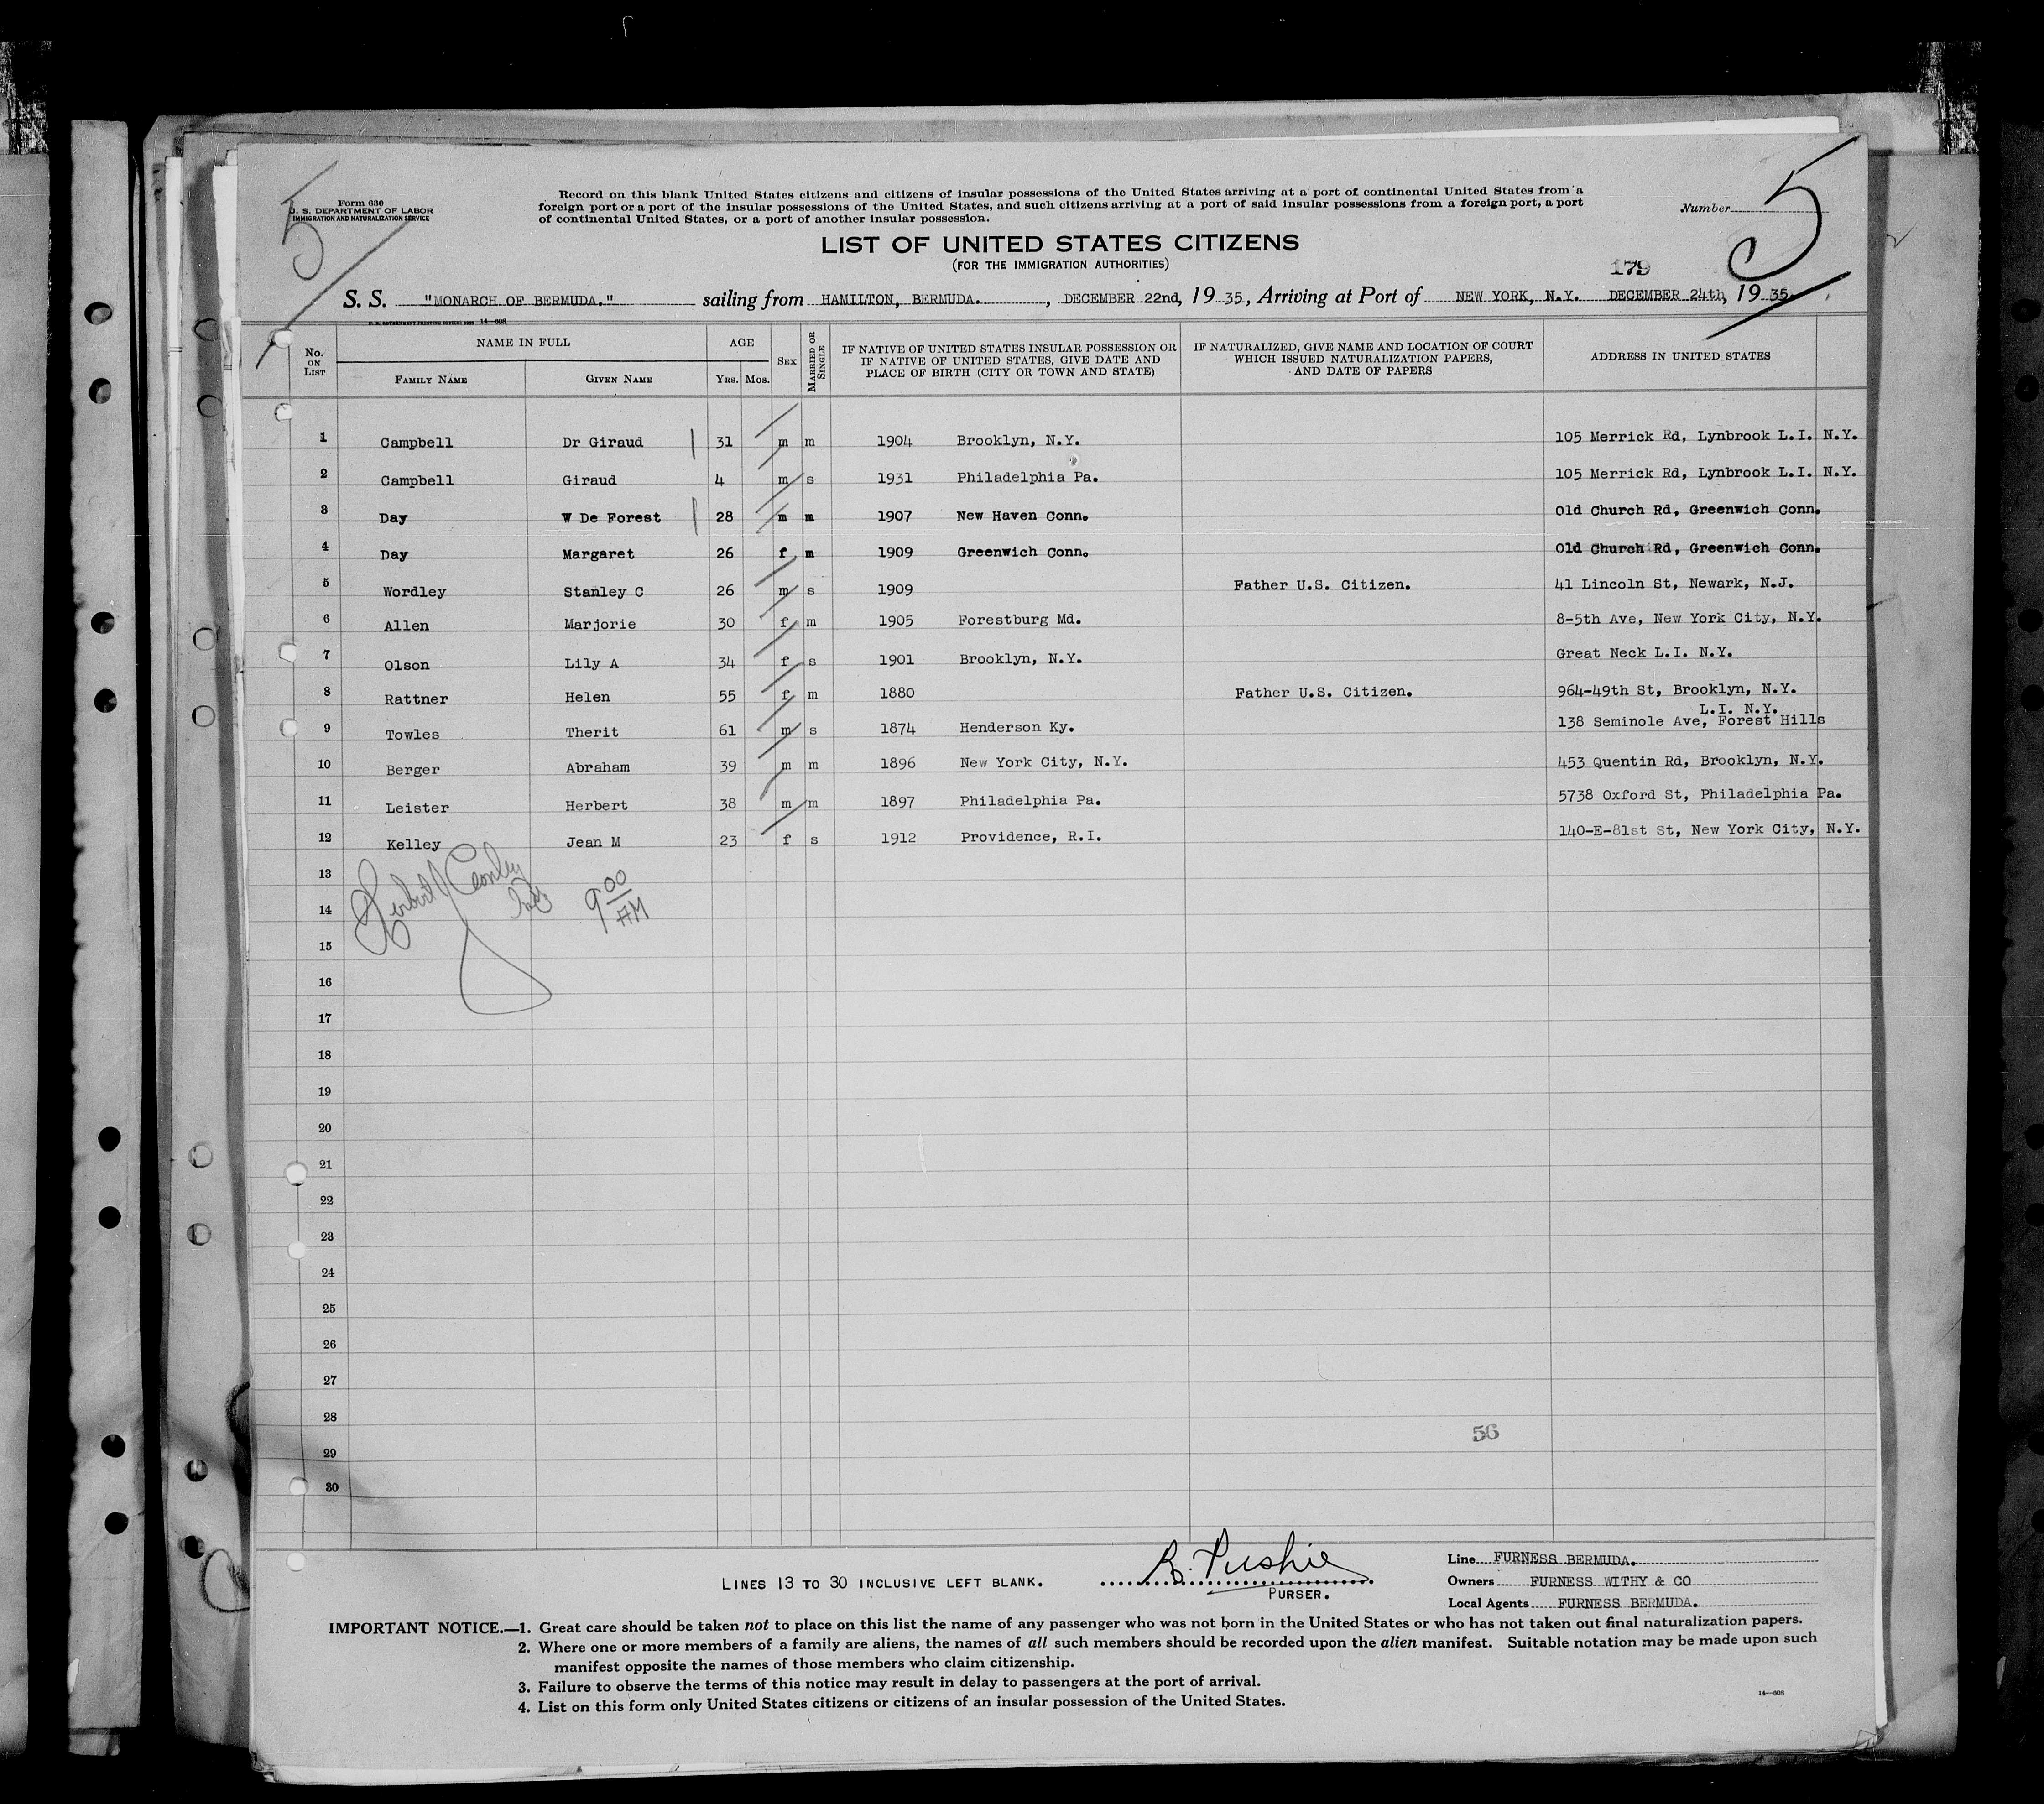 5
5
Form 630
U. S. DEPARTMENT OF LABOR
IMMIGRATION AND NATURALIZATION SERVICE
Record on this blank United States citizens and citizens of insular possessions of the United States arriving at a port of continental United States from a
foreign port or a port of the insular possessions of the United States, and such citizens arriving at a port of said insular possessions from a foreign port, a port
of continental United States, or a port of another insular possession.
Number
LIST OF UNITED STATES CITIZENS
(FOR THE IMMIGRATION AUTHORITIES)
179
S. S. "MONARCH OF BERMUDA." sailing from HAMILTON, BERMUDA. , DECEMBER 22nd, 19 35, Arriving at Port of NEW YORK, N.Y. DECEMBER 24th, 19 35.
U. S. GOVERNMENT PRINTING OFFICE: 14—608
No. ON LIST
NAME IN FULL
FAMILY NAME GIVEN NAME
AGE
YRS. MOS.
SEX
MARRIED OR SINGLE
IF NATIVE OF UNITED STATES INSULAR POSSESSION OR
IF NATIVE OF UNITED STATES, GIVE DATE AND
PLACE OF BIRTH (CITY OR TOWN AND STATE)
IF NATURALIZED, GIVE NAME AND LOCATION OF COURT
WHICH ISSUED NATURALIZATION PAPERS,
AND DATE OF PAPERS
ADDRESS IN UNITED STATES
1 Campbell Dr Giraud 31 m m 1904 Brooklyn, N.Y. 105 Merrick Rd, Lynbrook L.I. N.Y.
2 Campbell Giraud 4 m s 1931 Philadelphia Pa. 105 Merrick Rd, Lynbrook L.I. N.Y.
3 Day W De Forest 28 m m 1907 New Haven Conn. Old Church Rd, Greenwich Conn.
4 Day Margaret 26 f m 1909 Greenwich Conn. Old Church Rd, Greenwich Conn.
5 Wordley Stanley C 26 m s 1909 Father U.S. Citizen. 41 Lincoln St, Newark, N.J.
6 Allen Marjorie 30 f m 1905 Forestburg Md. 8-5th Ave, New York City, N.Y.
7 Olson Lily A 34 f s 1901 Brooklyn, N.Y. Great Neck L.I. N.Y.
8 Rattner Helen 55 f m 1880 Father U.S. Citizen. 964-49th St, Brooklyn, N.Y.
L.I. N.Y.
9 Towles Therit 61 m s 1874 Henderson Ky. 138 Seminole Ave, Forest Hills
10 Berger Abraham 39 m m 1896 New York City, N.Y. 453 Quentin Rd, Brooklyn, N.Y.
11 Leister Herbert 38 m m 1897 Philadelphia Pa. 5738 Oxford St, Philadelphia Pa.
12 Kelley Jean M 23 f s 1912 Providence, R.I. 140-E-81st St, New York City, N.Y.
13
Herbert J Conley
9 00 AM
14
15
16
17
18
19
20
21
22
23
24
25
26
27
28
56
29
30
LINES 13 TO 30 INCLUSIVE LEFT BLANK.
R. Pushie
PURSER.
Line FURNESS BERMUDA.
Owners FURNESS WITHY & CO
Local Agents FURNESS BERMUDA.
IMPORTANT NOTICE.—1. Great care should be taken not to place on this list the name of any passenger who was not born in the United States or who has not taken out final naturalization papers.
2. Where one or more members of a family are aliens, the names of all such members should be recorded upon the alien manifest. Suitable notation may be made upon such
manifest opposite the names of those members who claim citizenship.
3. Failure to observe the terms of this notice may result in delay to passengers at the port of arrival.
4. List on this form only United States citizens or citizens of an insular possession of the United States.
14—608